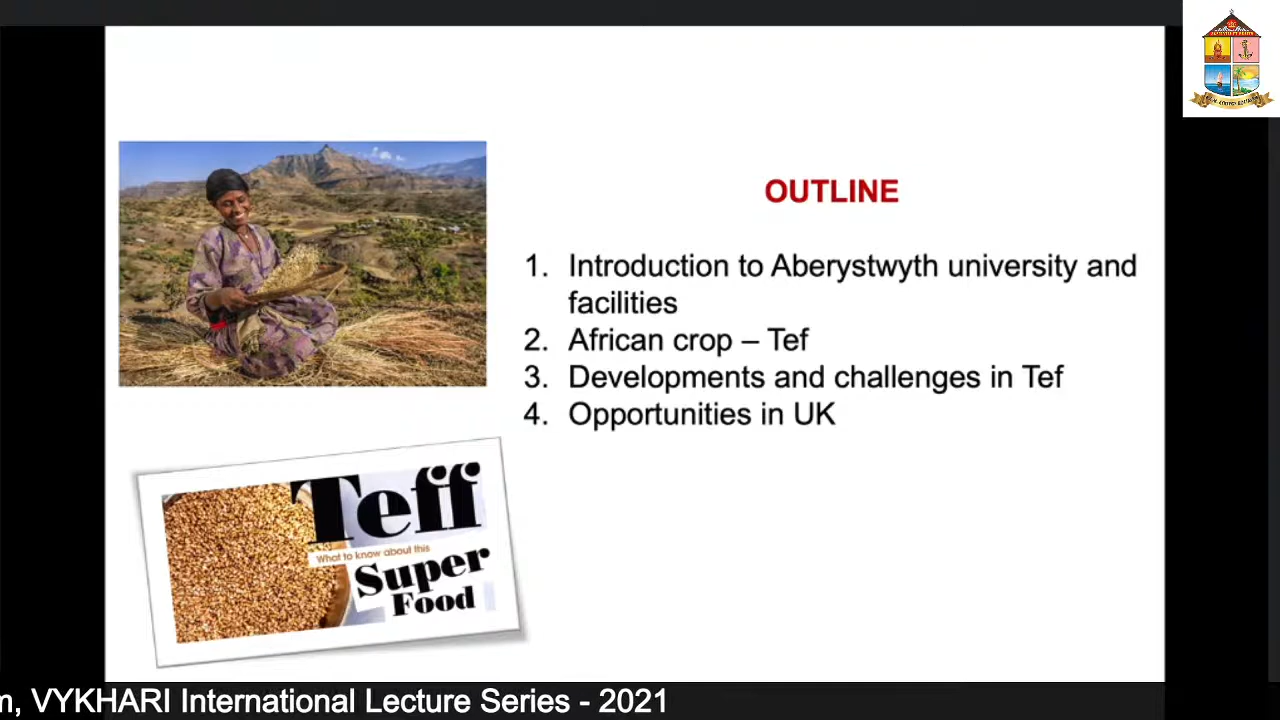 OUTLINE
1. Introduction to Aberystwyth university and
facilities
2. African crop – Tef
3. Developments and challenges in Tef
4. Opportunities in UK
Teff
What to know about this
Super
Food
VYKHARI International Lecture Series - 2021